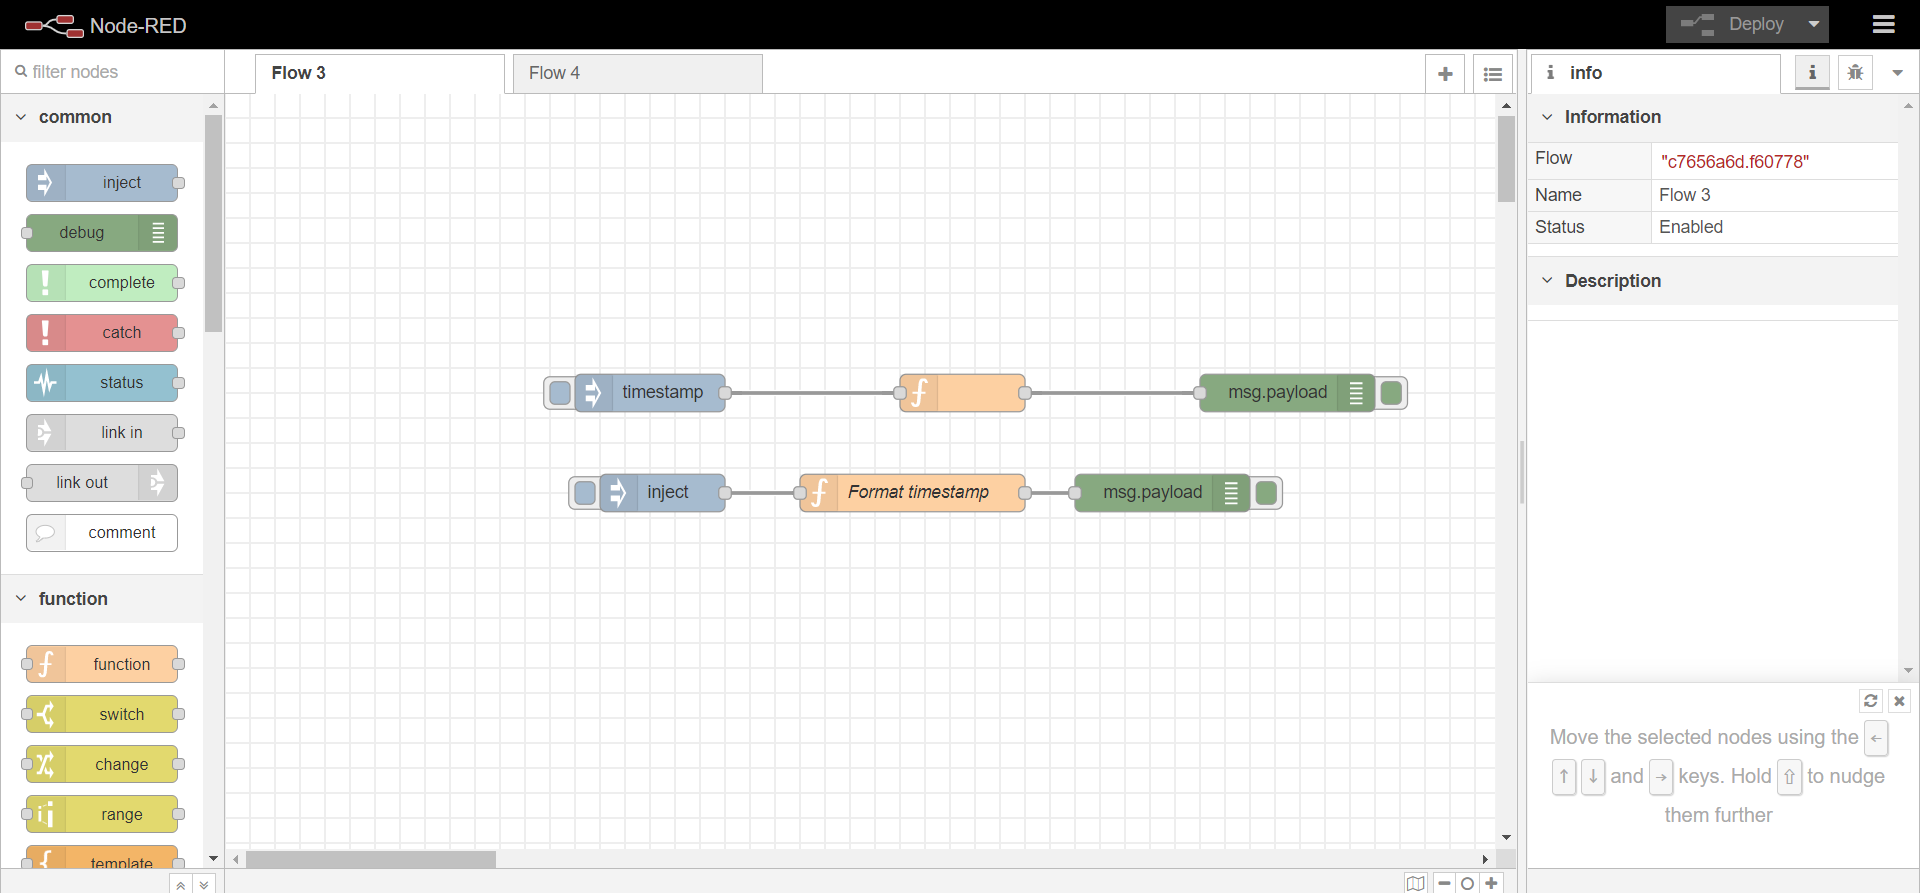 Node-RED
Deploy
filter nodes
Flow 3
Flow 4
info
common
inject
debug
complete
catch
status
link in
link out
comment
function
function
switch
change
range
template
timestamp
msg.payload
inject
Format timestamp
msg.payload
Information
Flow "c7656a6d.f60778"
Name Flow 3
Status Enabled
Description
Move the selected nodes using the ←
↑ ↓ and → keys. Hold ⇧ to nudge
them further